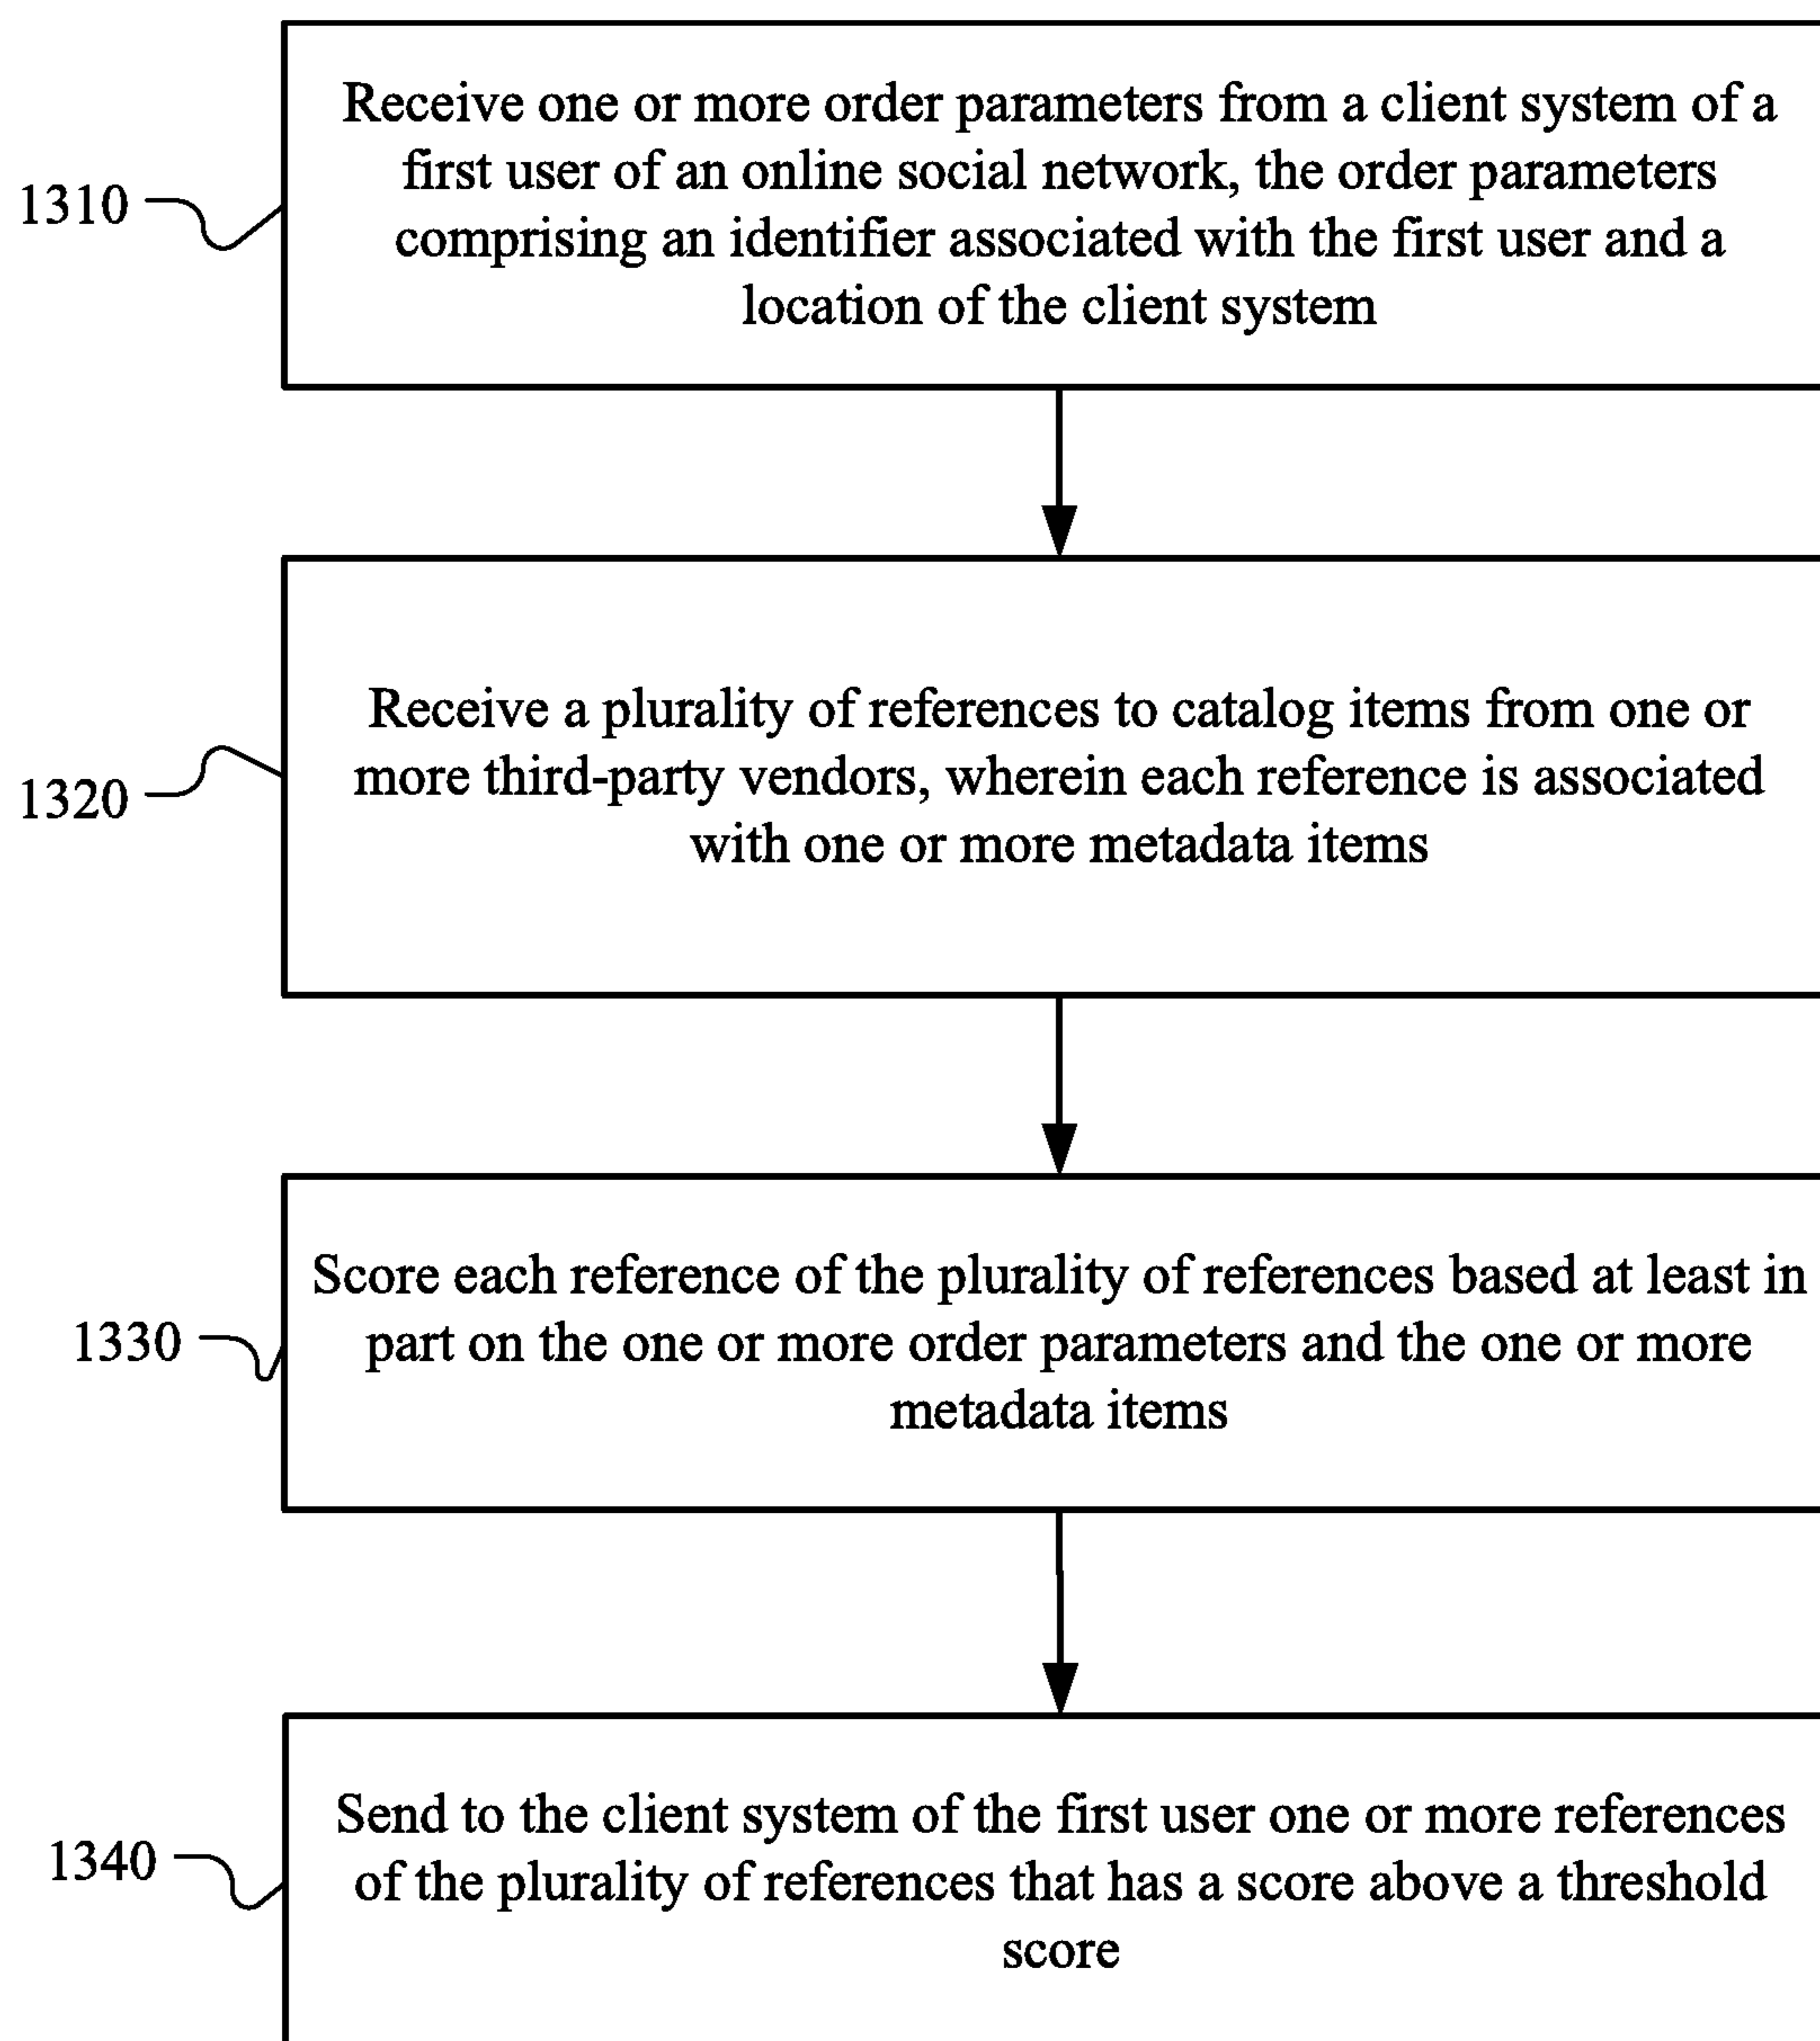 Receive one or more order parameters from a client system of a
first user of an online social network, the order parameters
comprising an identifier associated with the first user and a
location of the client system
1310
Receive a plurality of references to catalog items from one or
more third-party vendors, wherein each reference is associated
with one or more metadata items
1320
Score each reference of the plurality of references based at least in
part on the one or more order parameters and the one or more
metadata items
1330
Send to the client system of the first user one or more references
of the plurality of references that has a score above a threshold
score
1340